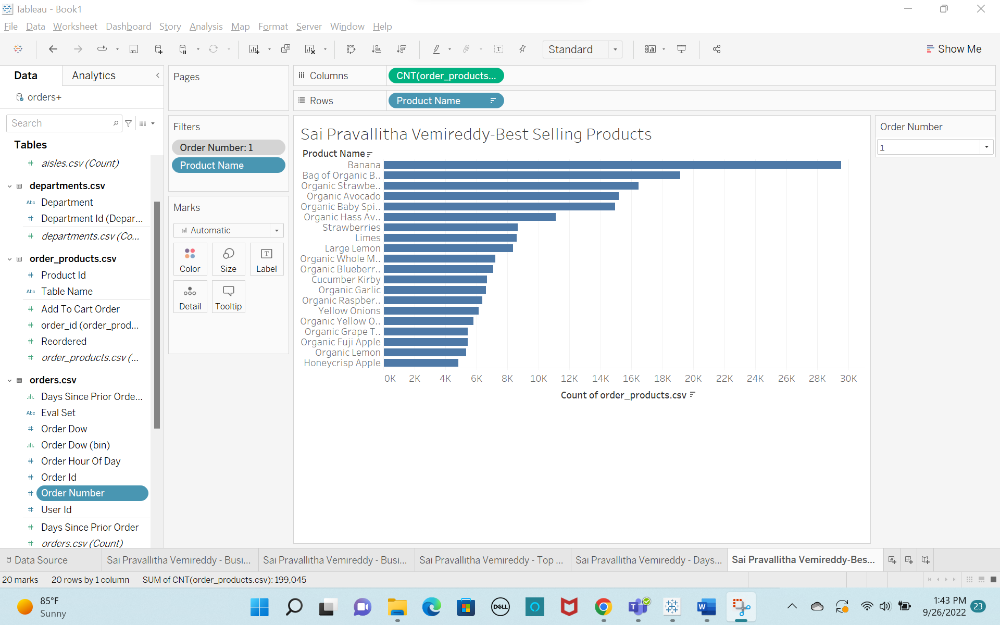 Tableau - Book1
File Data Worksheet Dashboard Story Analysis Map Format Server Window Help
Standard
Show Me
Data Analytics
orders+
Search
Tables
aisles.csv (Count)
departments.csv
Abc Department
Department Id (Depar...
departments.csv (Co...
order_products.csv
Product Id
Abc Table Name
Add To Cart Order
order_id (order_prod...
Reordered
order_products.csv (...
orders.csv
Days Since Prior Orde...
Abc Eval Set
Order Dow
Order Dow (bin)
Order Hour Of Day
Order Id
Order Number
User Id
Days Since Prior Order
orders.csv (Count)
Pages
Filters
Order Number: 1
Product Name
Marks
Automatic
Color Size Label
Detail Tooltip
Columns CNT(order_products...
Rows Product Name
Sai Pravallitha Vemireddy-Best Selling Products
Product Name
Banana
Bag of Organic B..
Organic Strawbe..
Organic Avocado
Organic Baby Spi..
Organic Hass Av..
Strawberries
Limes
Large Lemon
Organic Whole M..
Organic Blueberr..
Cucumber Kirby
Organic Garlic
Organic Raspber..
Yellow Onions
Organic Yellow O..
Organic Grape T..
Organic Fuji Apple
Organic Lemon
Honeycrisp Apple
0K 2K 4K 6K 8K 10K 12K 14K 16K 18K 20K 22K 24K 26K 28K 30K
Count of order_products.csv
Order Number
1
Data Source Sai Pravallitha Vemireddy - Busi... Sai Pravallitha Vemireddy - Busi... Sai Pravallitha Vemireddy - Top ... Sai Pravallitha Vemireddy - Days... Sai Pravallitha Vemireddy-Bes...
20 marks 20 rows by 1 column SUM of CNT(order_products.csv): 199,045
85°F
Sunny
DELL
1:43 PM
9/26/2022
23